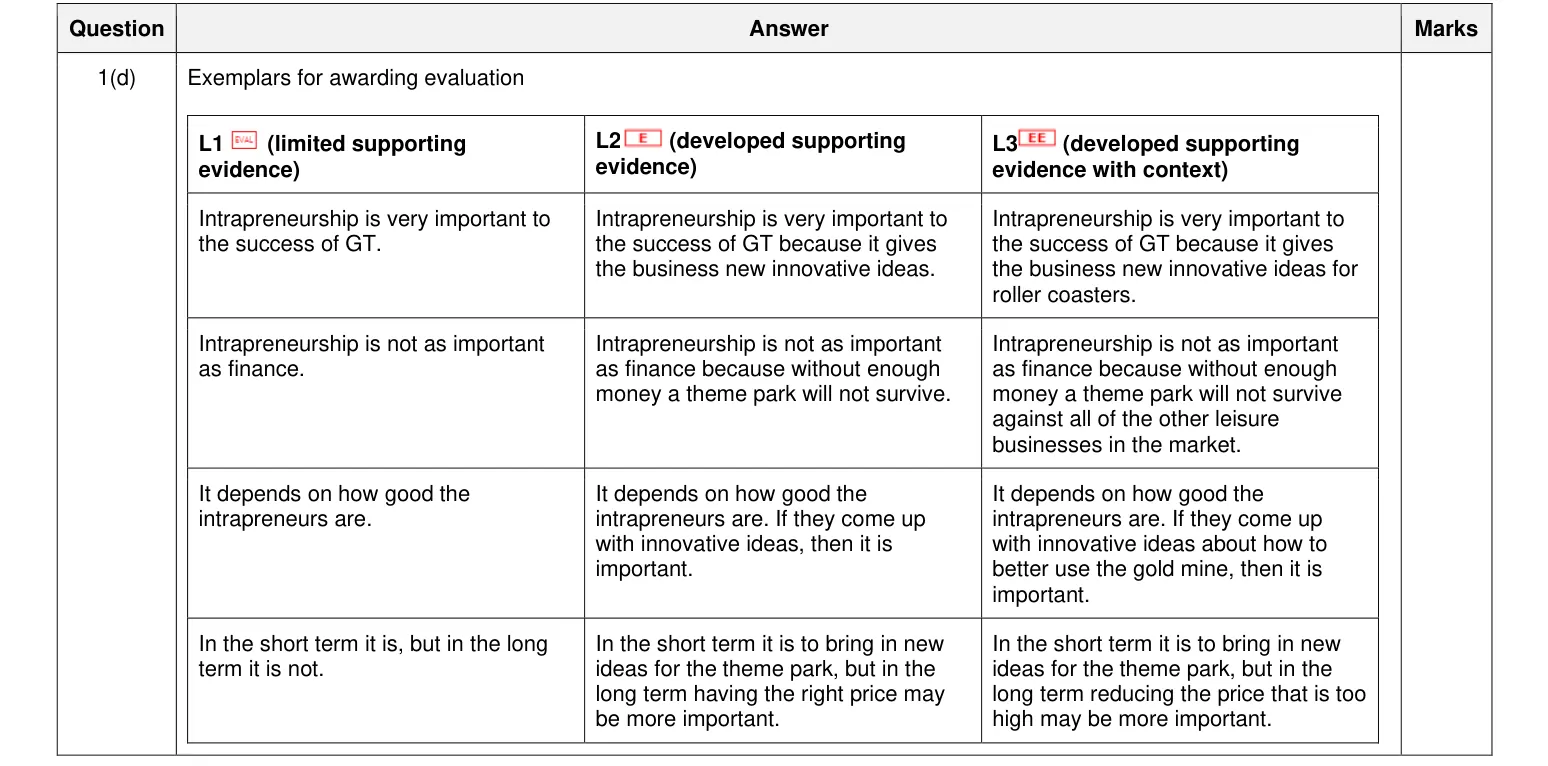 Question Answer Marks
1(d) Exemplars for awarding evaluation
L1 EVAL (limited supporting
evidence)
L2 E (developed supporting
evidence)
L3 EE (developed supporting
evidence with context)
Intrapreneurship is very important to
the success of GT.
Intrapreneurship is very important to
the success of GT because it gives
the business new innovative ideas.
Intrapreneurship is very important to
the success of GT because it gives
the business new innovative ideas for
roller coasters.
Intrapreneurship is not as important
as finance.
Intrapreneurship is not as important
as finance because without enough
money a theme park will not survive.
Intrapreneurship is not as important
as finance because without enough
money a theme park will not survive
against all of the other leisure
businesses in the market.
It depends on how good the
intrapreneurs are.
It depends on how good the
intrapreneurs are. If they come up
with innovative ideas, then it is
important.
It depends on how good the
intrapreneurs are. If they come up
with innovative ideas about how to
better use the gold mine, then it is
important.
In the short term it is, but in the long
term it is not.
In the short term it is to bring in new
ideas for the theme park, but in the
long term having the right price may
be more important.
In the short term it is to bring in new
ideas for the theme park, but in the
long term reducing the price that is too
high may be more important.